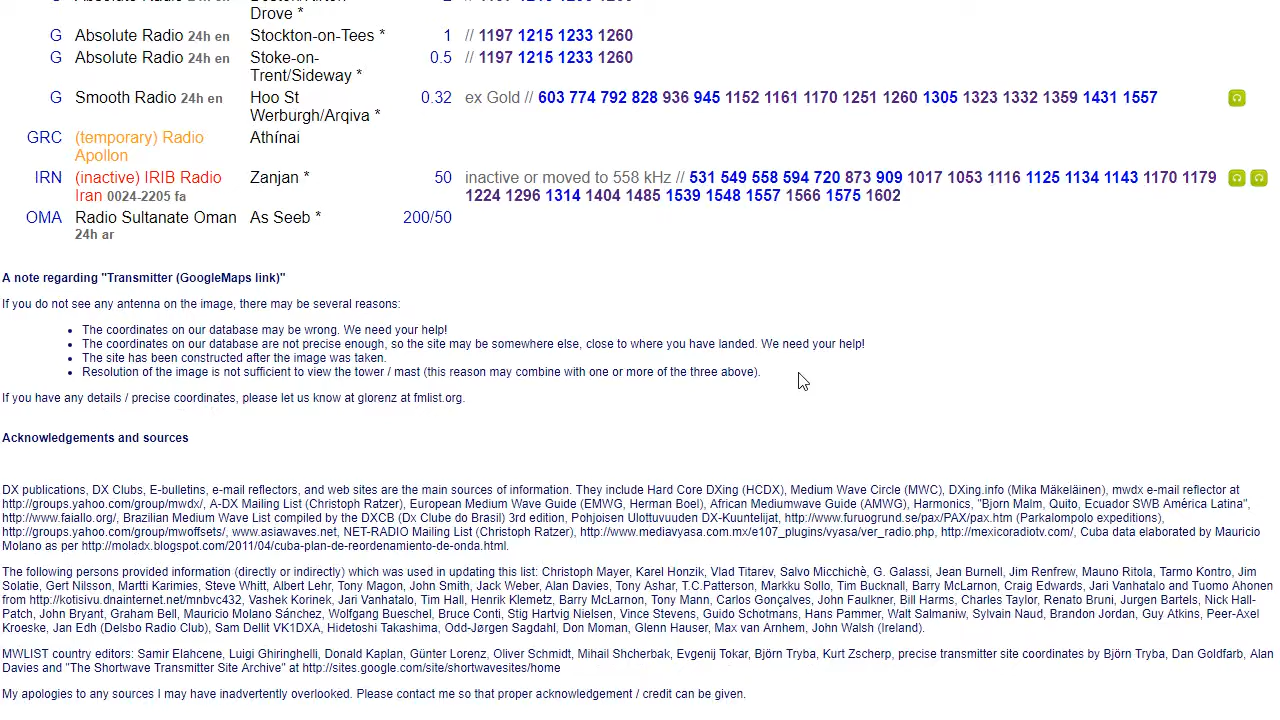 Drove *
G Absolute Radio 24h en Stockton-on-Tees * 1 // 1197 1215 1233 1260
G Absolute Radio 24h en Stoke-on- 0.5 // 1197 1215 1233 1260
Trent/Sideway *
G Smooth Radio 24h en Hoo St 0.32 ex Gold // 603 774 792 828 936 945 1152 1161 1170 1251 1260 1305 1323 1332 1359 1431 1557
Werburgh/Arqiva *
GRC (temporary) Radio Athínai
Apollon
IRN (inactive) IRIB Radio Zanjan * 50 inactive or moved to 558 kHz // 531 549 558 594 720 873 909 1017 1053 1116 1125 1134 1143 1170 1179
Iran 0024-2205 fa 1224 1296 1314 1404 1485 1539 1548 1557 1566 1575 1602
OMA Radio Sultanate Oman As Seeb * 200/50
24h ar
A note regarding "Transmitter (GoogleMaps link)"
If you do not see any antenna on the image, there may be several reasons:
• The coordinates on our database may be wrong. We need your help!
• The coordinates on our database are not precise enough, so the site may be somewhere else, close to where you have landed. We need your help!
• The site has been constructed after the image was taken.
• Resolution of the image is not sufficient to view the tower / mast (this reason may combine with one or more of the three above).
If you have any details / precise coordinates, please let us know at glorenz at fmlist.org.
Acknowledgements and sources
DX publications, DX Clubs, E-bulletins, e-mail reflectors, and web sites are the main sources of information. They include Hard Core DXing (HCDX), Medium Wave Circle (MWC), DXing.info (Mika Mäkeläinen), mwdx e-mail reflector at
http://groups.yahoo.com/group/mwdx/, A-DX Mailing List (Christoph Ratzer), European Medium Wave Guide (EMWG, Herman Boel), African Mediumwave Guide (AMWG), Harmonics, "Bjorn Malm, Quito, Ecuador SWB América Latina",
http://www.faiallo.org/, Brazilian Medium Wave List compiled by the DXCB (Dx Clube do Brasil) 3rd edition, Pohjoisen Ulottuvuuden DX-Kuuntelijat, http://www.furuogrund.se/pax/PAX/pax.htm (Parkalompolo expeditions),
http://groups.yahoo.com/group/mwoffsets/, www.asiawaves.net, NET-RADIO Mailing List (Christoph Ratzer), http://www.mediavyasa.com.mx/e107_plugins/vyasa/ver_radio.php, http://mexicoradiotv.com/, Cuba data elaborated by Mauricio
Molano as per http://moladx.blogspot.com/2011/04/cuba-plan-de-reordenamiento-de-onda.html.
The following persons provided information (directly or indirectly) which was used in updating this list: Christoph Mayer, Karel Honzik, Vlad Titarev, Salvo Micchichè, G. Galassi, Jean Burnell, Jim Renfrew, Mauno Ritola, Tarmo Kontro, Jim
Solatie, Gert Nilsson, Martti Karimies, Steve Whitt, Albert Lehr, Tony Magon, John Smith, Jack Weber, Alan Davies, Tony Ashar, T.C.Patterson, Markku Sollo, Tim Bucknall, Barry McLarnon, Craig Edwards, Jari Vanhatalo and Tuomo Ahonen
from http://kotisivu.dnainternet.net/mnbvc432, Vashek Korinek, Jari Vanhatalo, Tim Hall, Henrik Klemetz, Barry McLarnon, Tony Mann, Carlos Gonçalves, John Faulkner, Bill Harms, Charles Taylor, Renato Bruni, Jurgen Bartels, Nick Hall-
Patch, John Bryant, Graham Bell, Mauricio Molano Sánchez, Wolfgang Bueschel, Bruce Conti, Stig Hartvig Nielsen, Vince Stevens, Guido Schotmans, Hans Pammer, Walt Salmaniw, Sylvain Naud, Brandon Jordan, Guy Atkins, Peer-Axel
Kroeske, Jan Edh (Delsbo Radio Club), Sam Dellit VK1DXA, Hidetoshi Takashima, Odd-Jørgen Sagdahl, Don Moman, Glenn Hauser, Max van Arnhem, John Walsh (Ireland).
MWLIST country editors: Samir Elahcene, Luigi Ghiringhelli, Donald Kaplan, Günter Lorenz, Oliver Schmidt, Mihail Shcherbak, Evgenij Tokar, Björn Tryba, Kurt Zscherp, precise transmitter site coordinates by Björn Tryba, Dan Goldfarb, Alan
Davies and "The Shortwave Transmitter Site Archive" at http://sites.google.com/site/shortwavesites/home
My apologies to any sources I may have inadvertently overlooked. Please contact me so that proper acknowledgement / credit can be given.